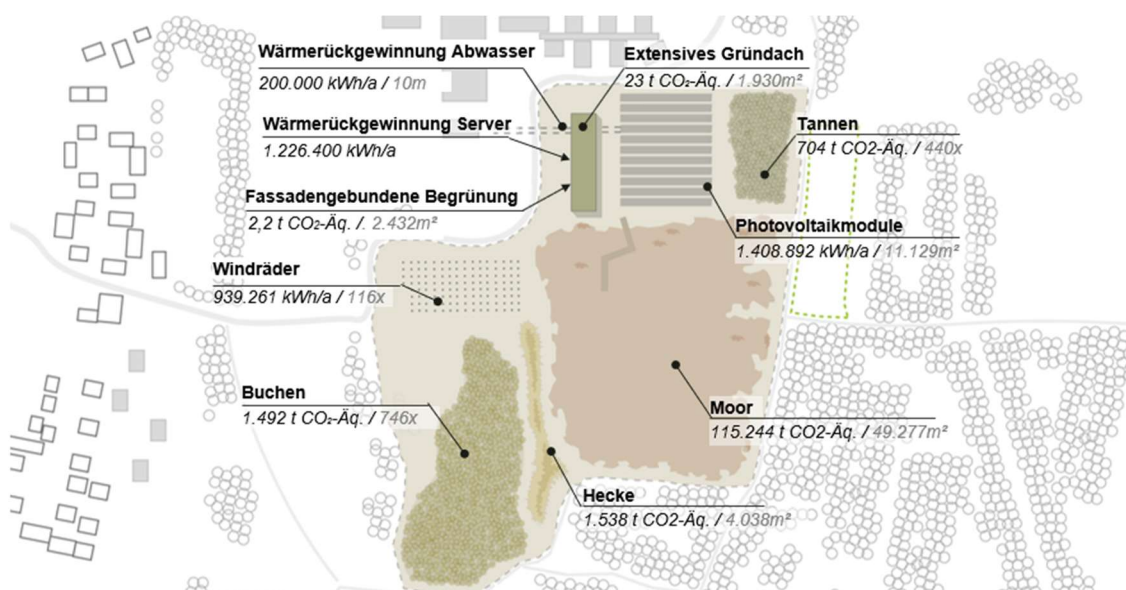 Wärmerückgewinnung Abwasser
200.000 kWh/a / 10m
Extensives Gründach
23 t CO₂-Äq. / 1.930m²
Wärmerückgewinnung Server
1.226.400 kWh/a
Tannen
704 t CO2-Äq. / 440x
Fassadengebundene Begrünung
2,2 t CO₂-Äq. /. 2.432m²
Photovoltaikmodule
1.408.892 kWh/a / 11.129m²
Windräder
939.261 kWh/a / 116x
Buchen
1.492 t CO₂-Äq. / 746x
Moor
115.244 t CO2-Äq. / 49.277m²
Hecke
1.538 t CO2-Äq. / 4.038m²